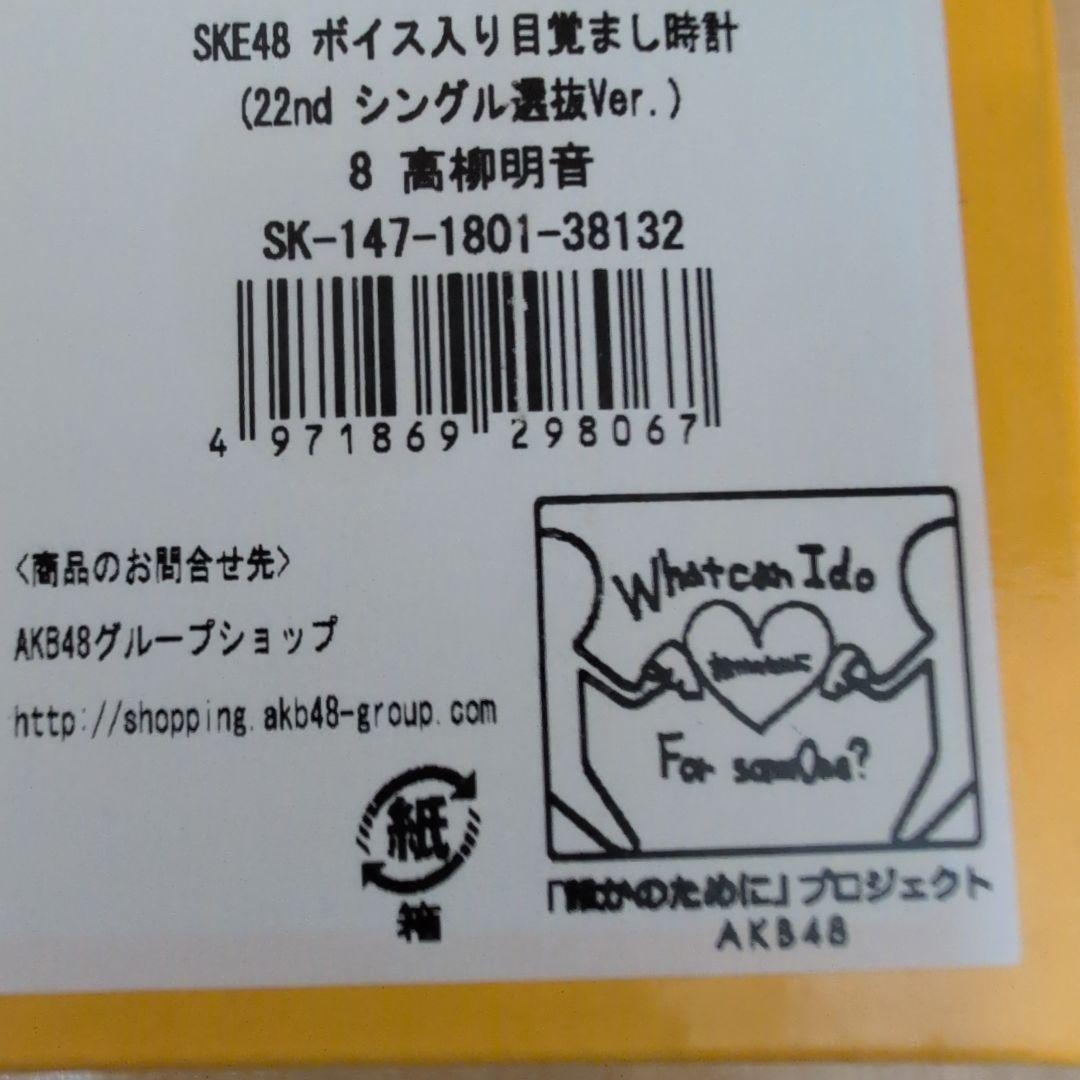 SKE48 ボイス入り目覚まし時計
(22nd シングル選抜Ver.)
8 高柳明音
SK-147-1801-38132
4 971869 298067
〈商品のお問合せ先〉
AKB48グループショップ
http://shopping.akb48-group.com
紙
箱
What can I do
For someOne?
「誰かのために」プロジェクト
AKB48